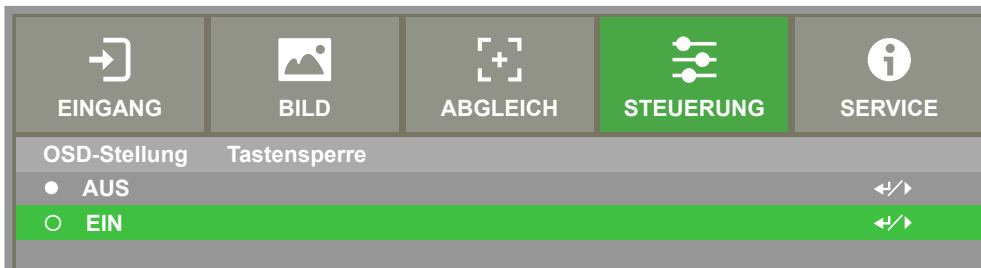 EINGANG BILD ABGLEICH STEUERUNG SERVICE
OSD-Stellung Tastensperre
AUS
EIN